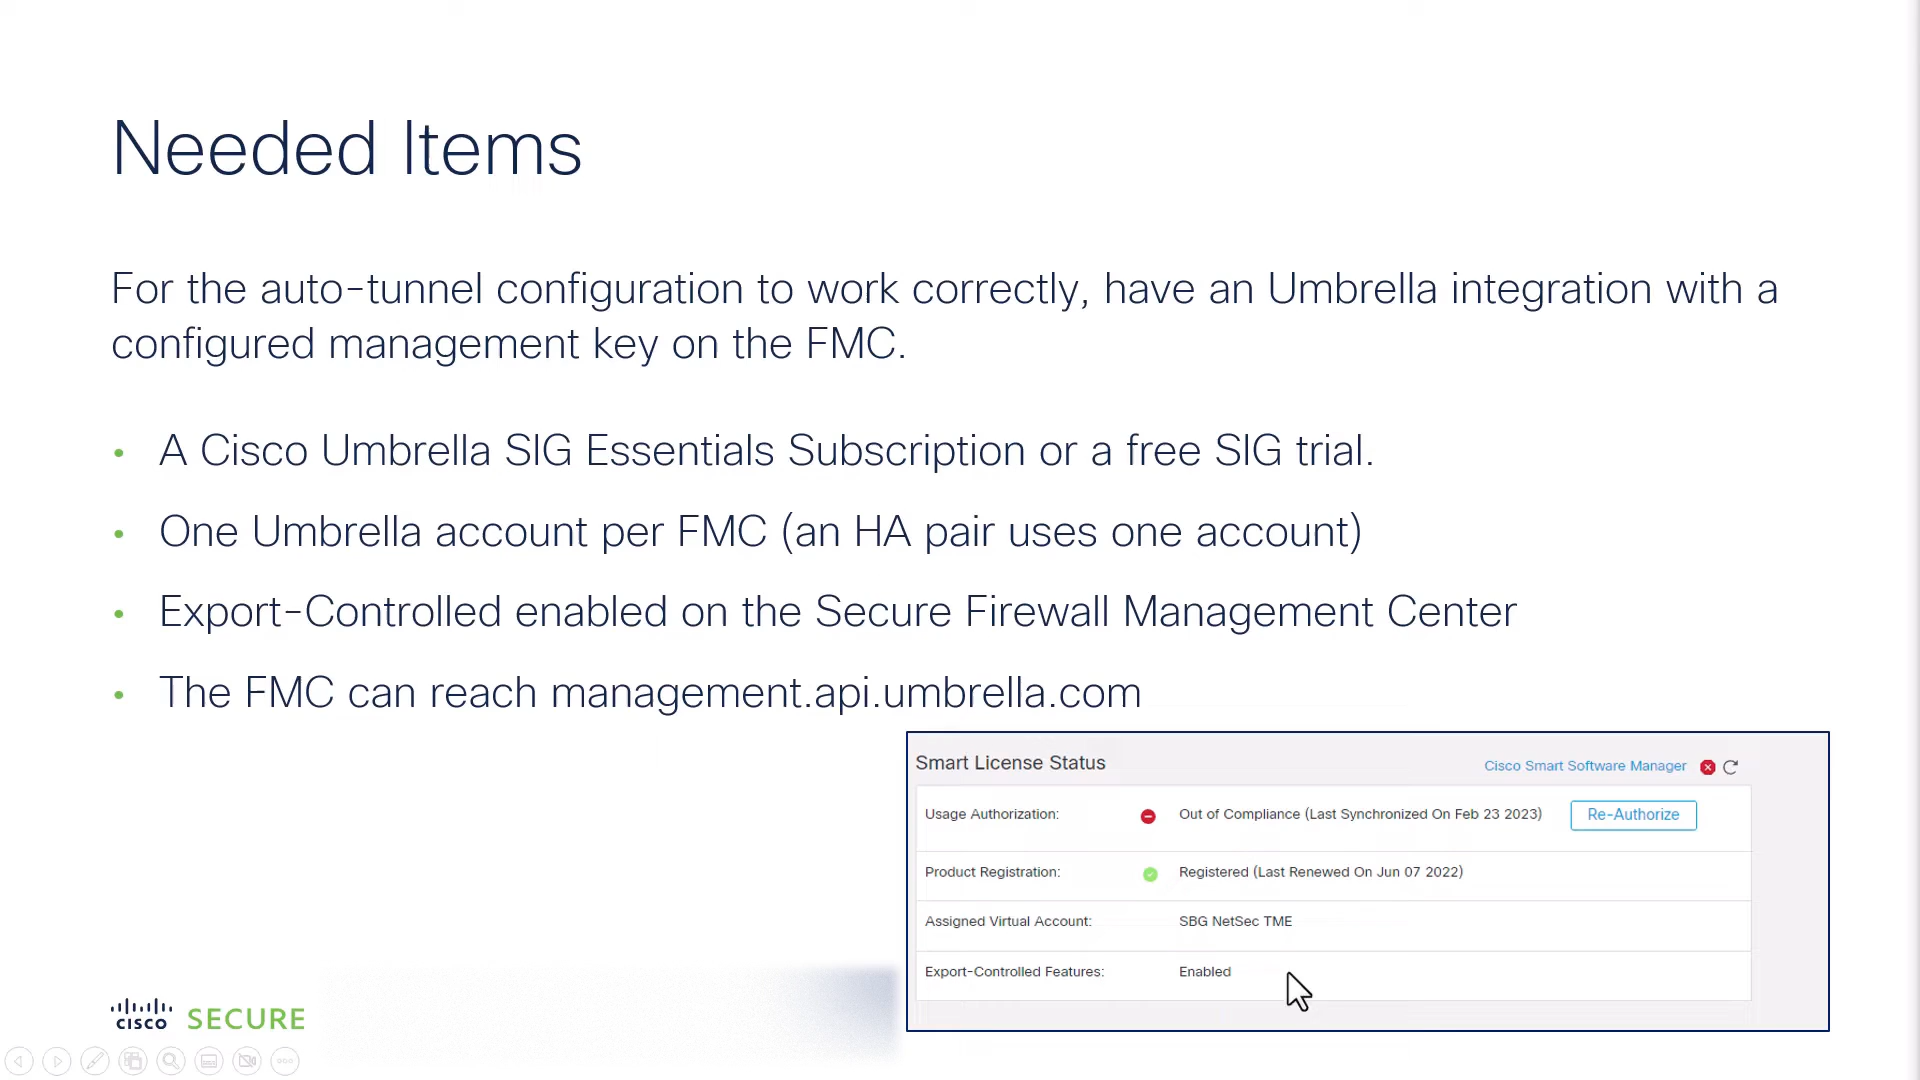 Needed Items
For the auto-tunnel configuration to work correctly, have an Umbrella integration with a
configured management key on the FMC.
• A Cisco Umbrella SIG Essentials Subscription or a free SIG trial.
• One Umbrella account per FMC (an HA pair uses one account)
• Export-Controlled enabled on the Secure Firewall Management Center
• The FMC can reach management.api.umbrella.com
Smart License Status Cisco Smart Software Manager
Usage Authorization: Out of Compliance (Last Synchronized On Feb 23 2023) Re-Authorize
Product Registration: Registered (Last Renewed On Jun 07 2022)
Assigned Virtual Account: SBG NetSec TME
Export-Controlled Features: Enabled
cisco SECURE